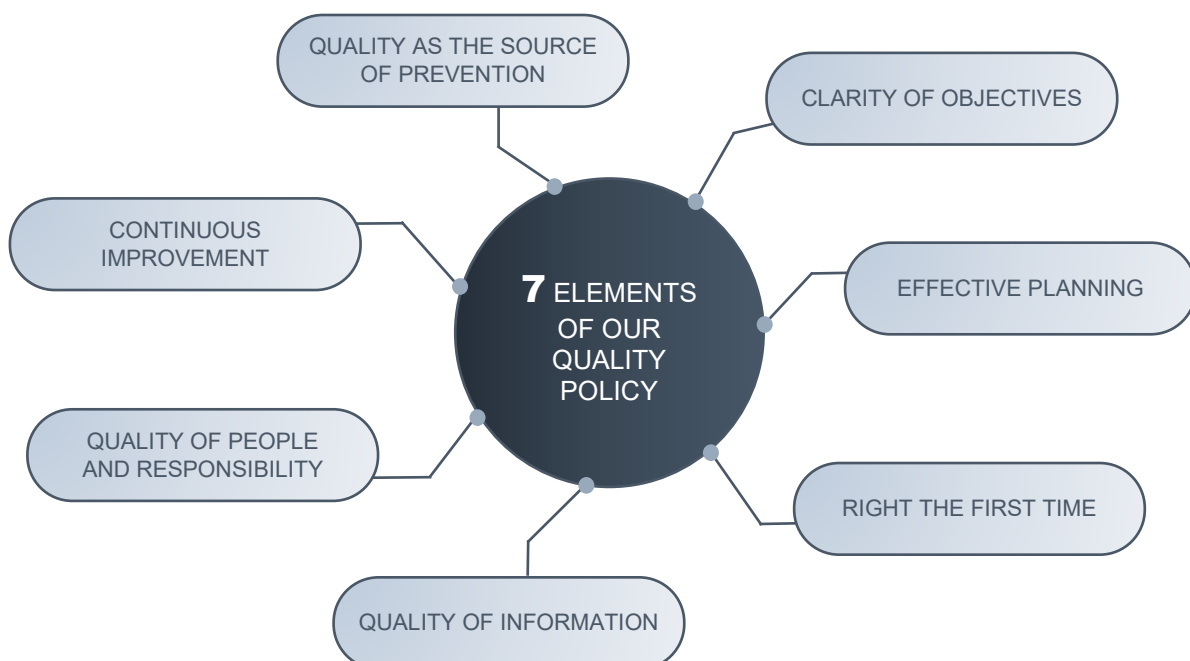 QUALITY AS THE SOURCE
OF PREVENTION
CLARITY OF OBJECTIVES
CONTINUOUS
IMPROVEMENT
7 ELEMENTS
OF OUR
QUALITY
POLICY
EFFECTIVE PLANNING
QUALITY OF PEOPLE
AND RESPONSIBILITY
RIGHT THE FIRST TIME
QUALITY OF INFORMATION